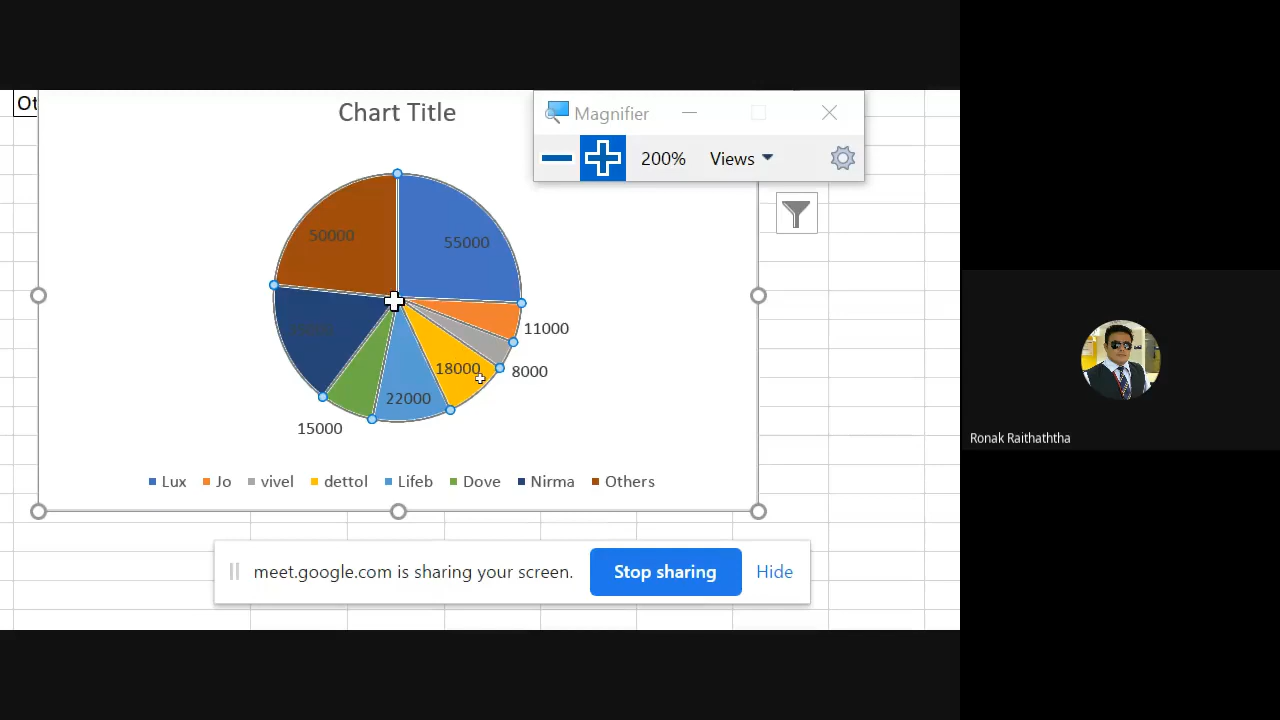 Ot
Chart Title
Magnifier
200% Views
50000
55000
11000
18000
8000
22000
15000
Lux Jo vivel dettol Lifeb Dove Nirma Others
meet.google.com is sharing your screen. Stop sharing Hide
Ronak Raithaththa